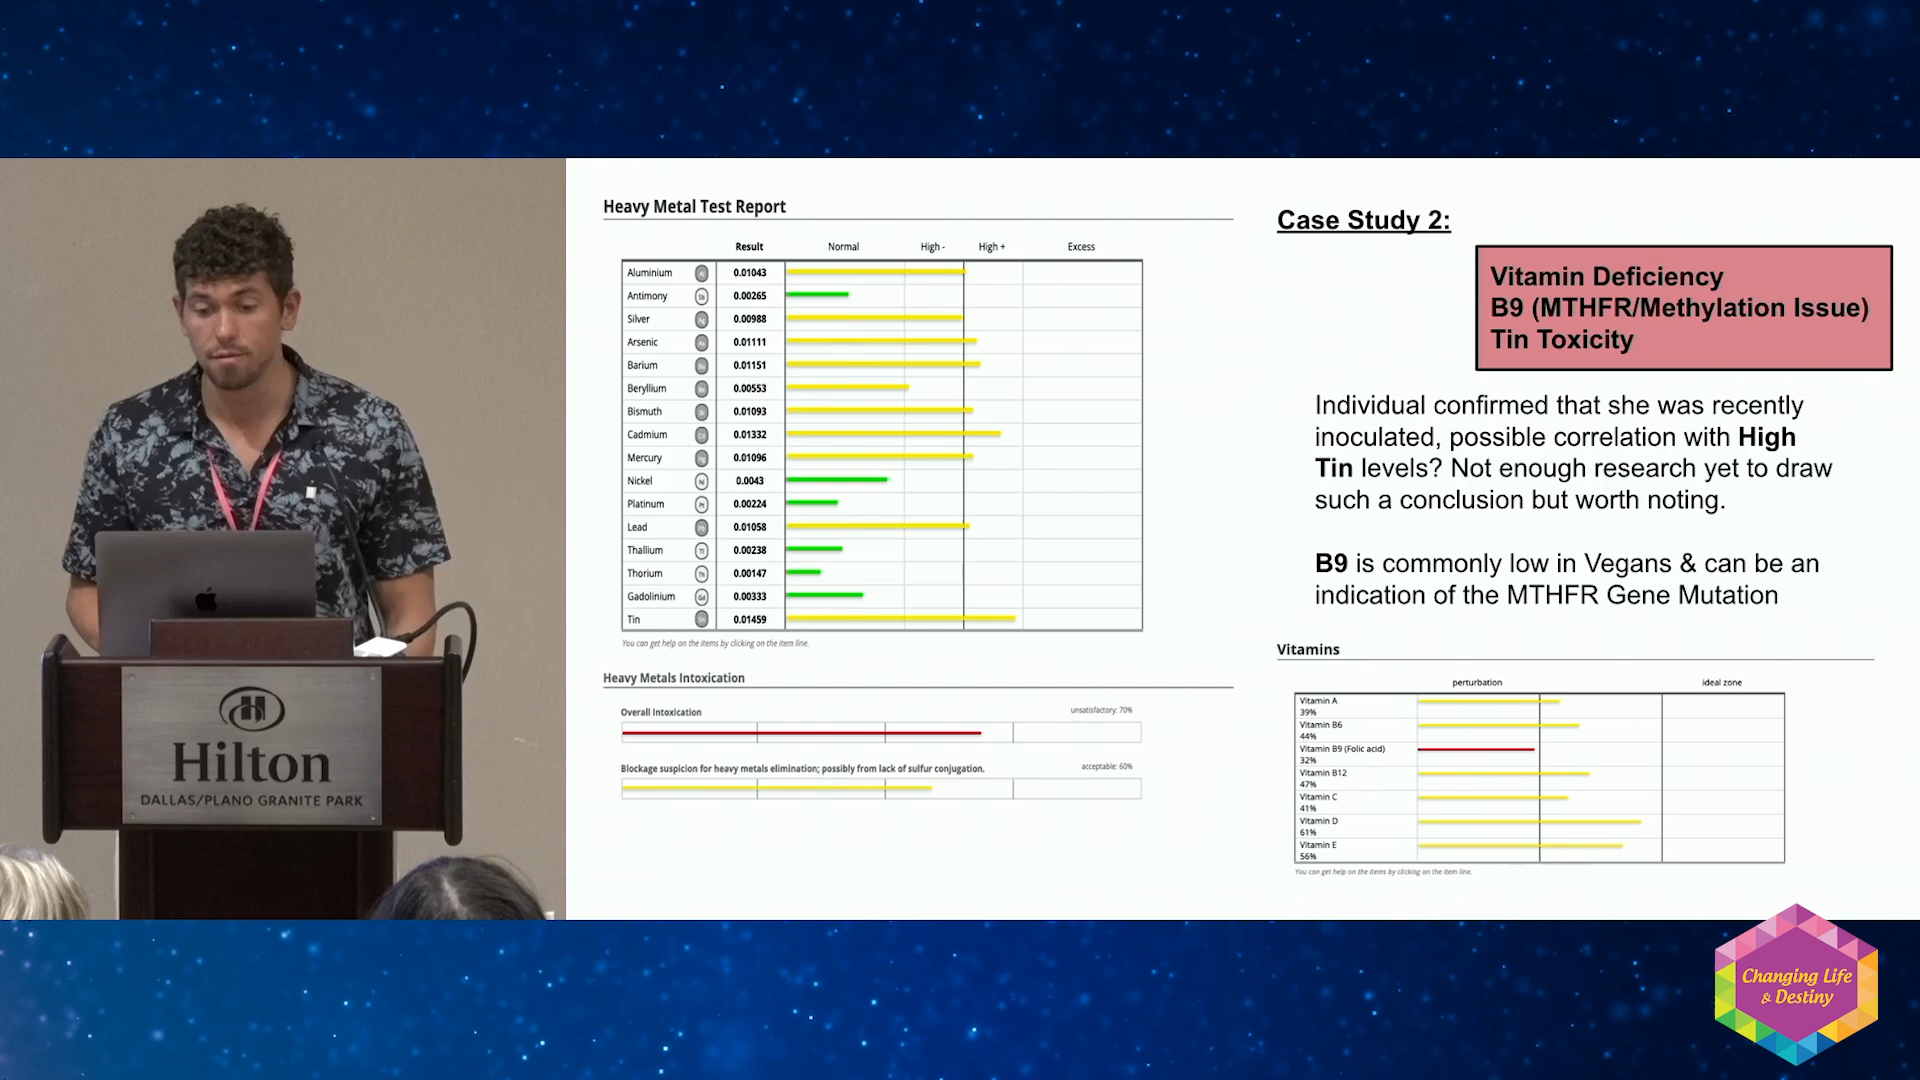 Heavy Metal Test Report
Result Normal High - High + Excess
Aluminium 0.01043
Antimony Sb 0.00265
Silver 0.00988
Arsenic 0.01111
Barium 0.01151
Beryllium 0.00553
Bismuth 0.01093
Cadmium 0.01332
Mercury 0.01096
Nickel Ni 0.0043
Platinum Pt 0.00224
Lead 0.01058
Thallium Tl 0.00238
Thorium Th 0.00147
Gadolinium Gd 0.00333
Tin 0.01459
You can get help on the items by clicking on the item line.
Heavy Metals Intoxication
Overall Intoxication unsatisfactory: 70%
Blockage suspicion for heavy metals elimination; possibly from lack of sulfur conjugation. acceptable: 60%
Case Study 2:
Vitamin Deficiency
B9 (MTHFR/Methylation Issue)
Tin Toxicity
Individual confirmed that she was recently
inoculated, possible correlation with High
Tin levels? Not enough research yet to draw
such a conclusion but worth noting.
B9 is commonly low in Vegans & can be an
indication of the MTHFR Gene Mutation
Vitamins
perturbation ideal zone
Vitamin A
39%
Vitamin B6
44%
Vitamin B9 (Folic acid)
32%
Vitamin B12
47%
Vitamin C
41%
Vitamin D
61%
Vitamin E
56%
You can get help on the items by clicking on the item line.
H
Hilton
DALLAS/PLANO GRANITE PARK
Changing Life
& Destiny